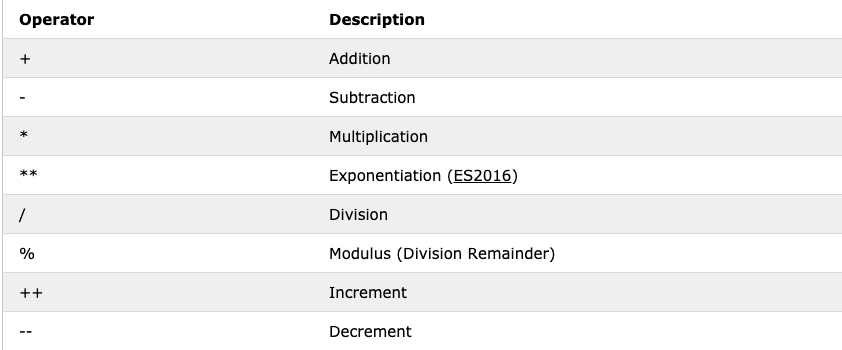 Operator Description
+ Addition
- Subtraction
* Multiplication
** Exponentiation (ES2016)
/ Division
% Modulus (Division Remainder)
++ Increment
-- Decrement